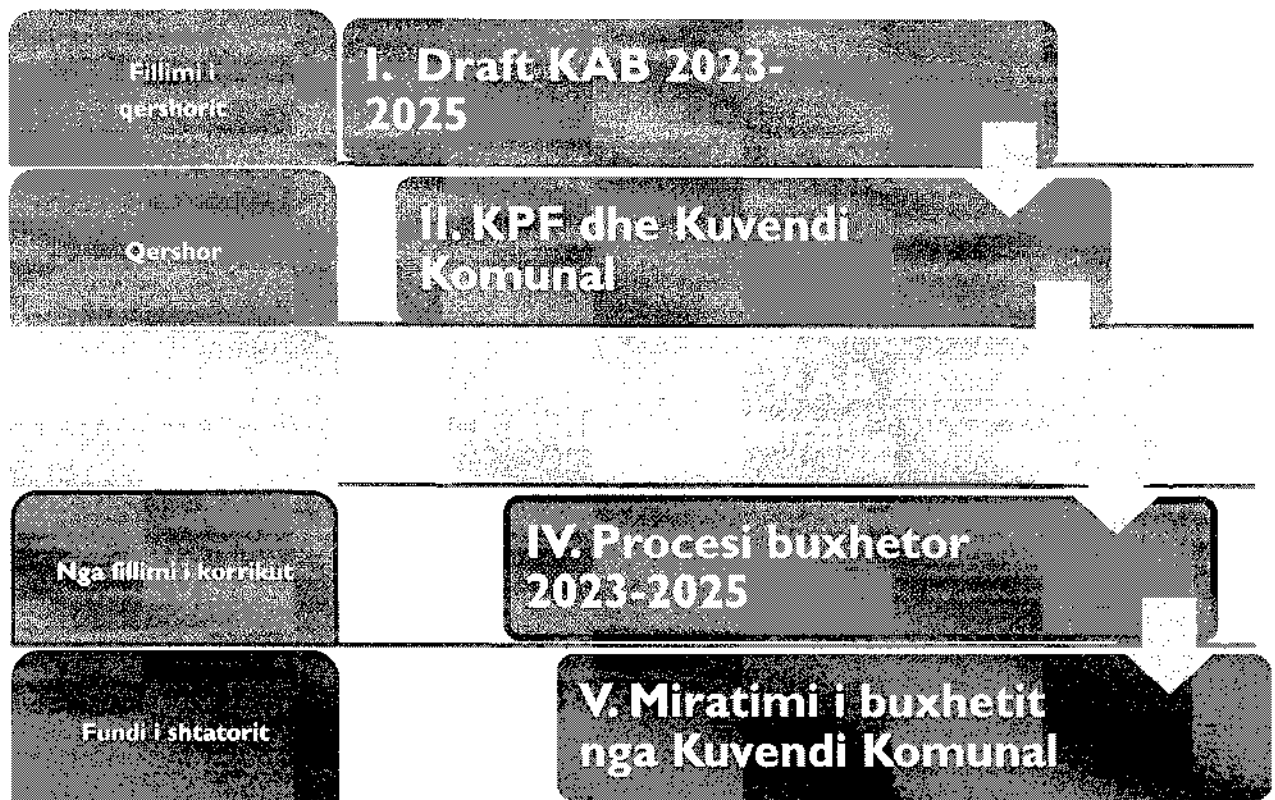 Fillimi i
qershorit
I. Draft KAB 2023-
2025
Qershor
II. KPF dhe Kuvendi
Komunal
Nga fillimi i korrikut
IV. Procesi buxhetor
2023-2025
Fundi i shtatorit
V. Miratimi i buxhetit
nga Kuvendi Komunal